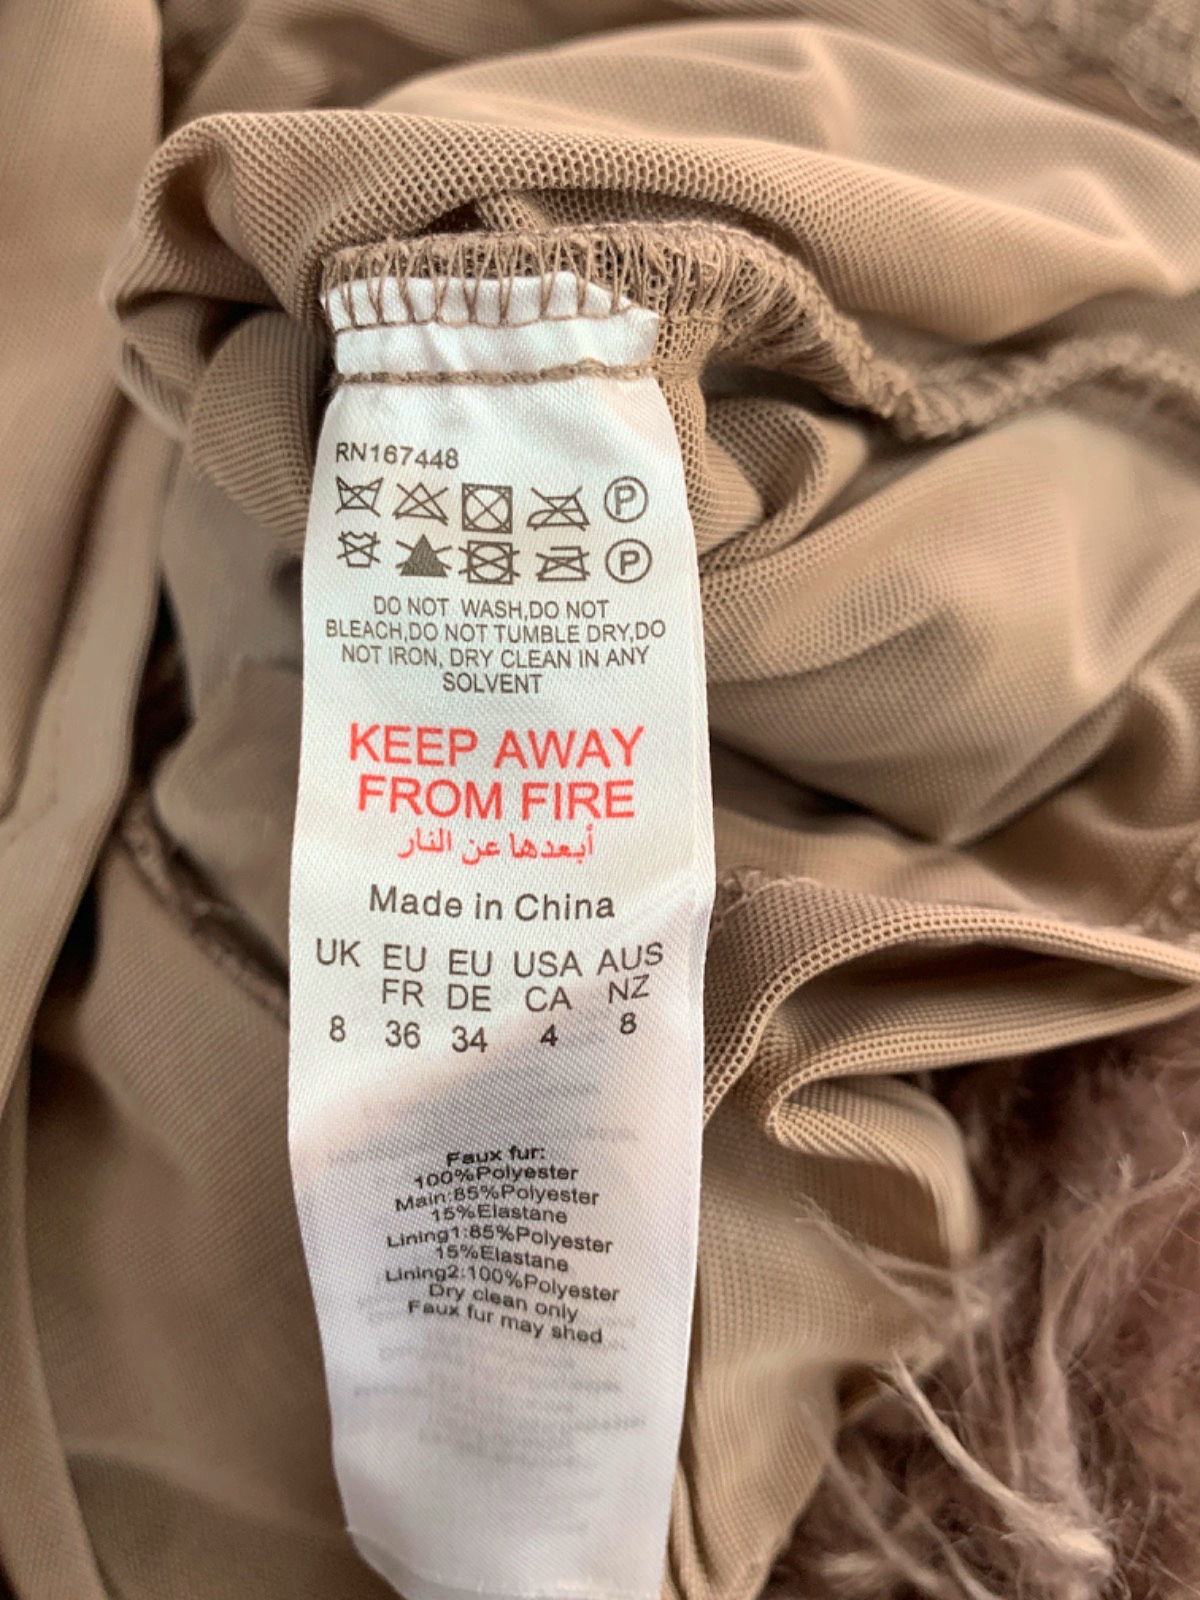 RN167448
P
P
DO NOT WASH,DO NOT
BLEACH,DO NOT TUMBLE DRY,DO
NOT IRON, DRY CLEAN IN ANY
SOLVENT
KEEP AWAY
FROM FIRE
أبعدها عن النار
Made in China
UK EU EU USA AUS
FR DE CA NZ
8 36 34 4 8
Faux fur:
100%Polyester
Main:85%Polyester
15%Elastane
Lining1:85%Polyester
15%Elastane
Lining2:100%Polyester
Dry clean only
Faux fur may shed